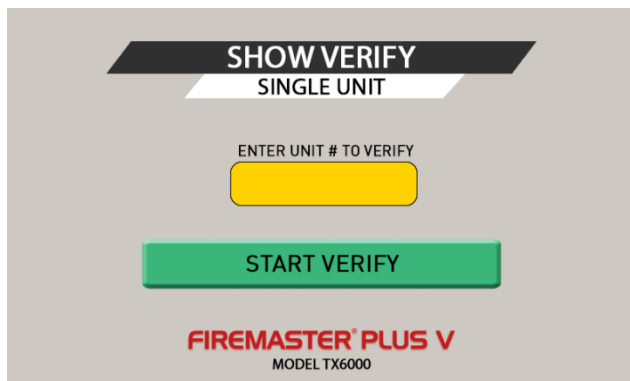 SHOW VERIFY
SINGLE UNIT
ENTER UNIT # TO VERIFY
START VERIFY
FIREMASTER® PLUS V
MODEL TX6000